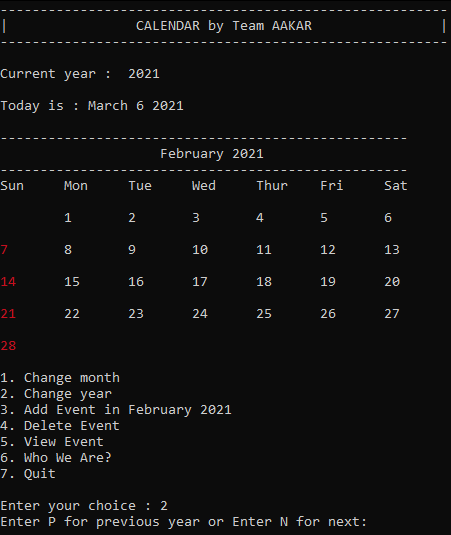 --------------------------------------------------------
|                CALENDAR by Team AAKAR                |
--------------------------------------------------------
Current year :  2021
Today is : March 6 2021
---------------------------------------------------
                    February 2021
---------------------------------------------------
Sun     Mon     Tue     Wed     Thur    Fri     Sat
        1       2       3       4       5       6
7       8       9       10      11      12      13
14      15      16      17      18      19      20
21      22      23      24      25      26      27
28
1. Change month
2. Change year
3. Add Event in February 2021
4. Delete Event
5. View Event
6. Who We Are?
7. Quit
Enter your choice : 2
Enter P for previous year or Enter N for next: